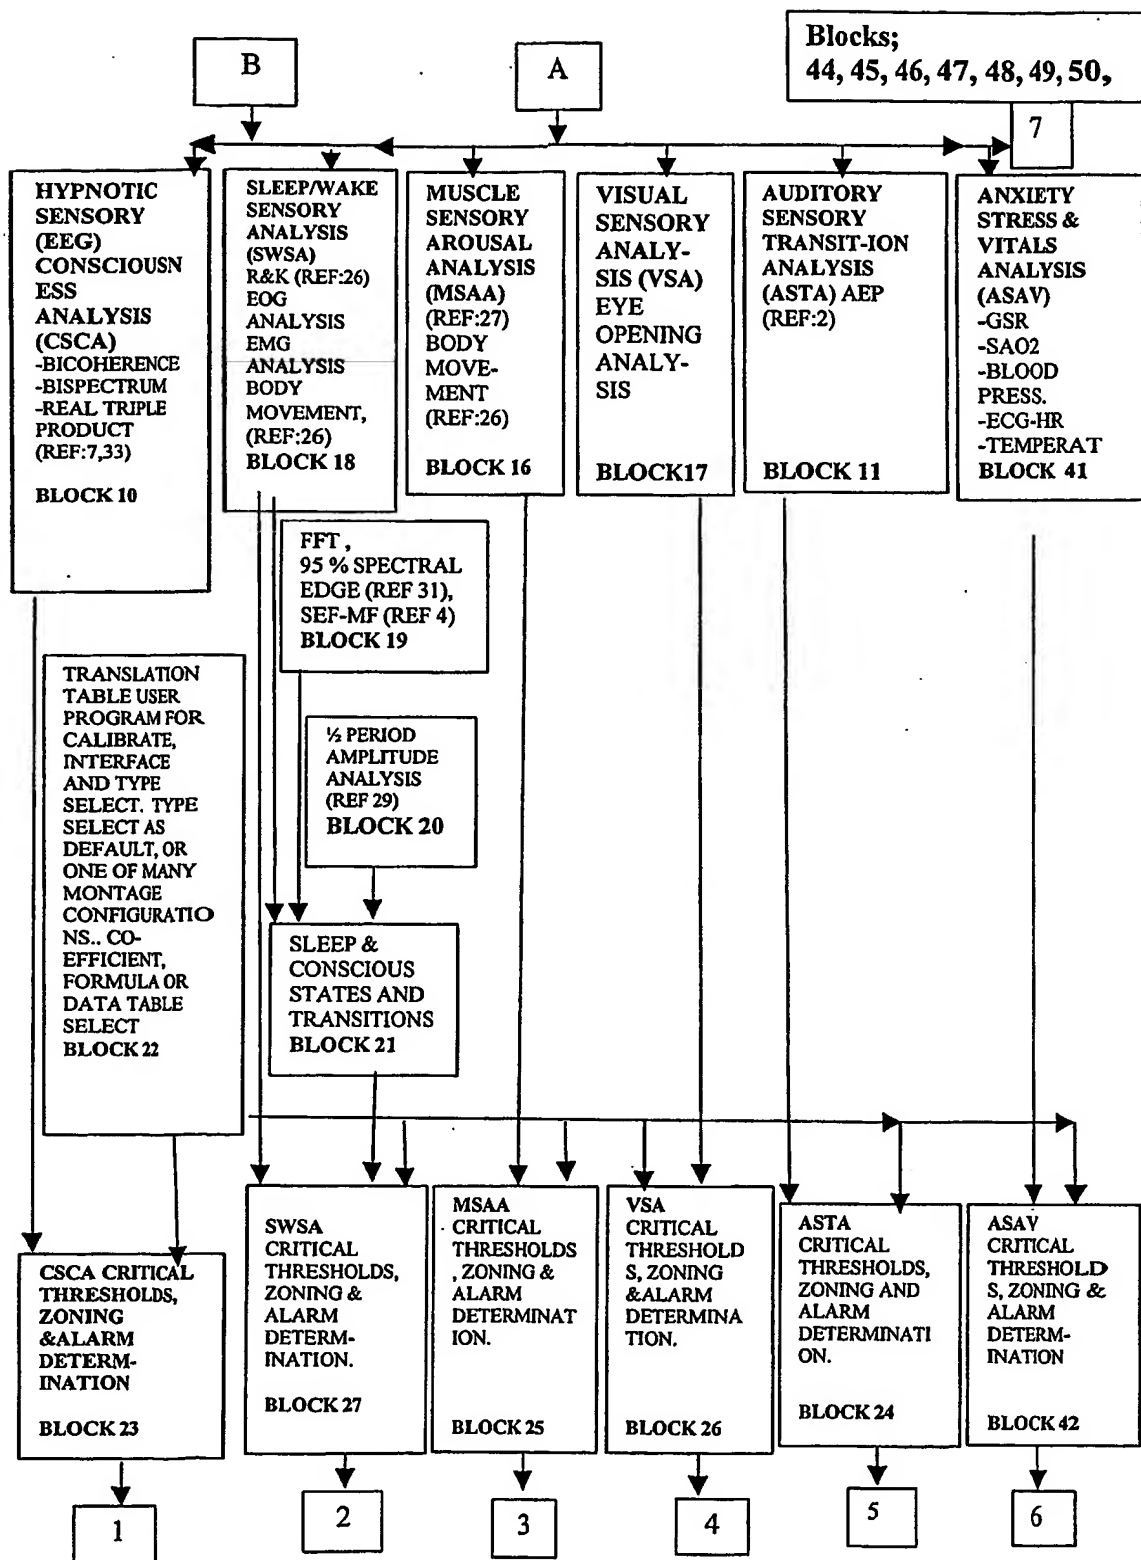 B
A
Blocks;
44, 45, 46, 47, 48, 49, 50,
7
HYPNOTIC
SENSORY
(EEG)
CONSCIOUSN
ESS
ANALYSIS
(CSCA)
-BICOHERENCE
-BISPECTRUM
-REAL TRIPLE
PRODUCT
(REF:7,33)
BLOCK 10
SLEEP/WAKE
SENSORY
ANALYSIS
(SWSA)
R&K (REF:26)
EOG
ANALYSIS
EMG
ANALYSIS
BODY
MOVEMENT,
(REF:26)
BLOCK 18
MUSCLE
SENSORY
AROUSAL
ANALYSIS
(MSAA)
(REF:27)
BODY
MOVE-
MENT
(REF:26)
BLOCK 16
VISUAL
SENSORY
ANALY-
SIS (VSA)
EYE
OPENING
ANALY-
SIS
BLOCK17
AUDITORY
SENSORY
TRANSIT-ION
ANALYSIS
(ASTA) AEP
(REF:2)
BLOCK 11
ANXIETY
STRESS &
VITALS
ANALYSIS
(ASAV)
-GSR
-SAO2
-BLOOD
PRESS.
-ECG-HR
-TEMPERAT
BLOCK 41
FFT ,
95 % SPECTRAL
EDGE (REF 31),
SEF-MF (REF 4)
BLOCK 19
TRANSLATION
TABLE USER
PROGRAM FOR
CALIBRATE,
INTERFACE
AND TYPE
SELECT. TYPE
SELECT AS
DEFAULT, OR
ONE OF MANY
MONTAGE
CONFIGURATIO
NS.. CO-
EFFICIENT,
FORMULA OR
DATA TABLE
SELECT
BLOCK 22
½ PERIOD
AMPLITUDE
ANALYSIS
(REF 29)
BLOCK 20
SLEEP &
CONSCIOUS
STATES AND
TRANSITIONS
BLOCK 21
CSCA CRITICAL
THRESHOLDS,
ZONING
&ALARM
DETERM-
INATION
BLOCK 23
SWSA
CRITICAL
THRESHOLDS,
ZONING &
ALARM
DETERM-
INATION.
BLOCK 27
MSAA
CRITICAL
THRESHOLDS
, ZONING &
ALARM
DETERMINAT
ION.
BLOCK 25
VSA
CRITICAL
THRESHOLD
S, ZONING
&ALARM
DETERMINA
TION.
BLOCK 26
ASTA
CRITICAL
THRESHOLDS,
ZONING AND
ALARM
DETERMINATI
ON.
BLOCK 24
ASAV
CRITICAL
THRESHOLD
S, ZONING &
ALARM
DETERM-
INATION
BLOCK 42
1
2
3
4
5
6